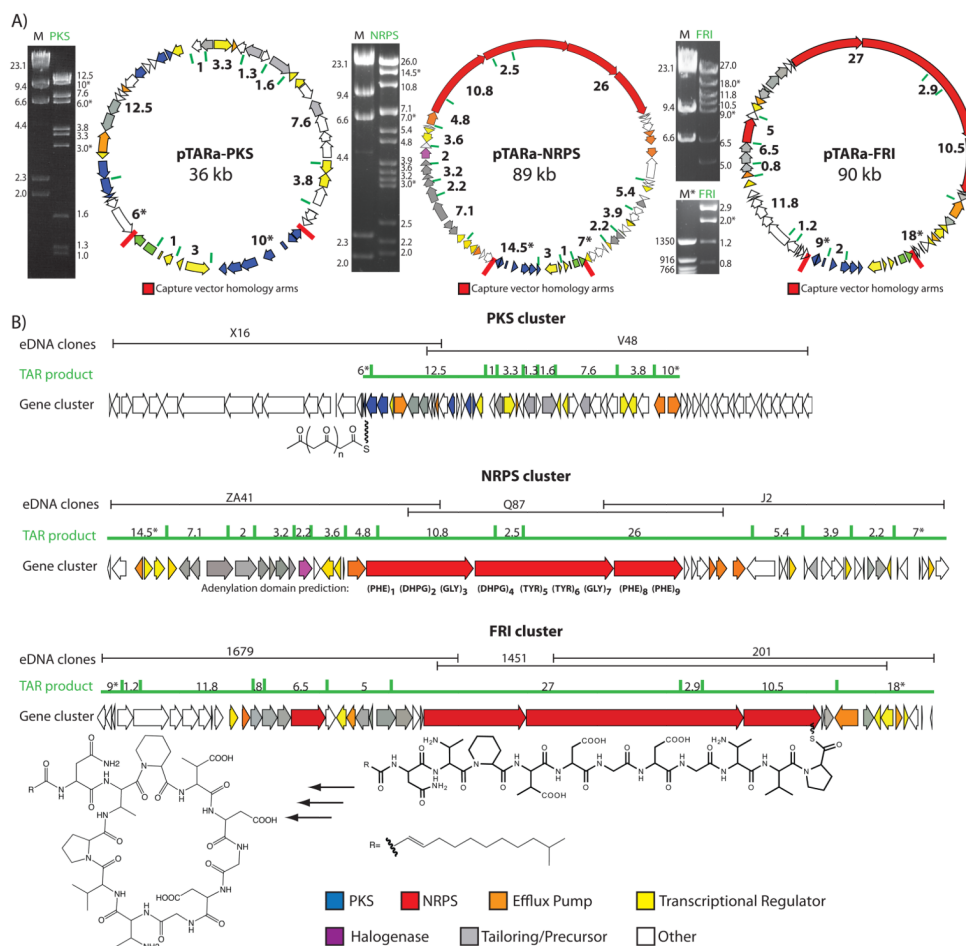 A)
M PKS
23.1
9.4
6.6
4.4
2.3
2.0
12.5
10*
7.6
6.0*
3.8
3.3
3.0*
1.6
1.3
1.0
1
3.3
1.3
1.6
7.6
3.8
10*
3
1
6*
12.5
pTARa-PKS
36 kb
Capture vector homology arms
M NRPS
23.1
9.4
6.6
4.4
2.3
2.0
26.0
14.5*
10.8
7.1
7.0*
5.4
4.8
3.9
3.6
3.2
3.0*
2.5
2.4
2.2
2.0
2.5
26
5.4
3.9
2.2
7*
1
3
14.5*
7.1
2.2
3.2
2
3.6
4.8
10.8
pTARa-NRPS
89 kb
Capture vector homology arms
M FRI
23.1
9.4
6.6
27.0
18.0*
11.8
10.5
9.0*
6.5
5.0
M* FRI
1350
916
766
2.9
2.0*
1.2
0.8
27
2.9
10.5
18*
2
9*
1.2
11.8
0.8
6.5
5
pTARa-FRI
90 kb
Capture vector homology arms
B)
PKS cluster
eDNA clones
X16
V48
TAR product
6* 12.5 1 3.3 1.3 1.6 7.6 3.8 10*
Gene cluster
O O O
n S
NRPS cluster
eDNA clones
ZA41
Q87
J2
TAR product
14.5* 7.1 2 3.2 2.2 3.6 4.8 10.8 2.5 26 5.4 3.9 2.2 7*
Gene cluster
Adenylation domain prediction: (PHE)1 (DHPG)2 (GLY)3 (DHPG)4 (TYR)5 (TYR)6 (GLY)7 (PHE)8 (PHE)9
FRI cluster
eDNA clones
1679
1451
201
TAR product
9* 1.2 11.8 .8 6.5 5 27 2.9 10.5 18*
Gene cluster
R=
PKS
NRPS
Efflux Pump
Transcriptional Regulator
Halogenase
Tailoring/Precursor
Other